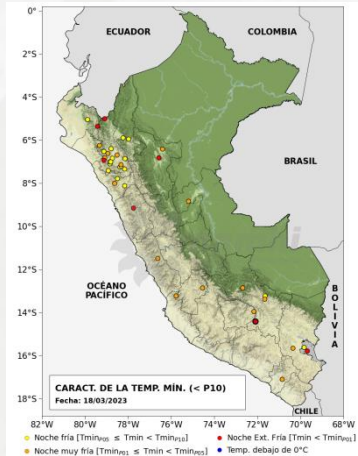 0°
ECUADOR
COLOMBIA
2°S
4°S
6°S
BRASIL
8°S
10°S
12°S
OCÉANO
PACÍFICO
BOLIVIA
14°S
16°S
CARACT. DE LA TEMP. MÍN. (< P10)
Fecha: 18/03/2023
18°S
CHILE
82°W 80°W 78°W 76°W 74°W 72°W 70°W 68°W
Noche fría [Tminp05 ≤ Tmin < Tminp10]
Noche Ext. Fría [Tmin < Tminp01]
Noche muy fría [Tminp01 ≤ Tmin < Tminp05]
Temp. debajo de 0°C